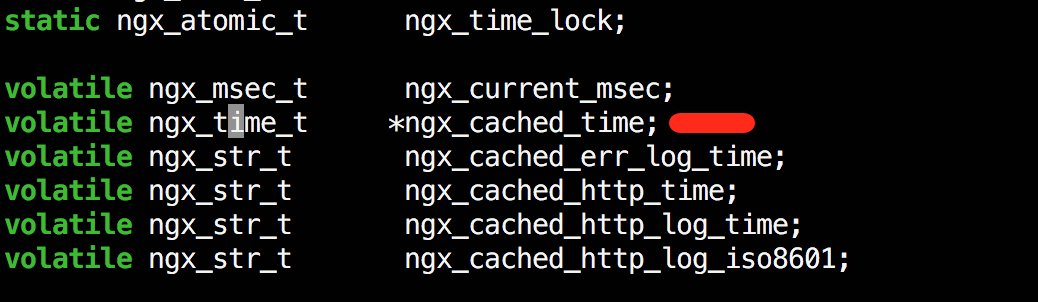 static ngx_atomic_t      ngx_time_lock;
volatile ngx_msec_t      ngx_current_msec;
volatile ngx_time_t     *ngx_cached_time;
volatile ngx_str_t       ngx_cached_err_log_time;
volatile ngx_str_t       ngx_cached_http_time;
volatile ngx_str_t       ngx_cached_http_log_time;
volatile ngx_str_t       ngx_cached_http_log_iso8601;